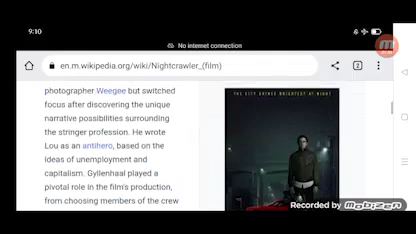 9:10
No internet connection
en.m.wikipedia.org/wiki/Nightcrawler_(film)
2
photographer Weegee but switched
focus after discovering the unique
narrative possibilities surrounding
the stringer profession. He wrote
Lou as an antihero, based on the
ideas of unemployment and
capitalism. Gyllenhaal played a
pivotal role in the film's production,
from choosing members of the crew
THE CITY SHINES BRIGHTEST AT NIGHT
Recorded by MOBIZEN